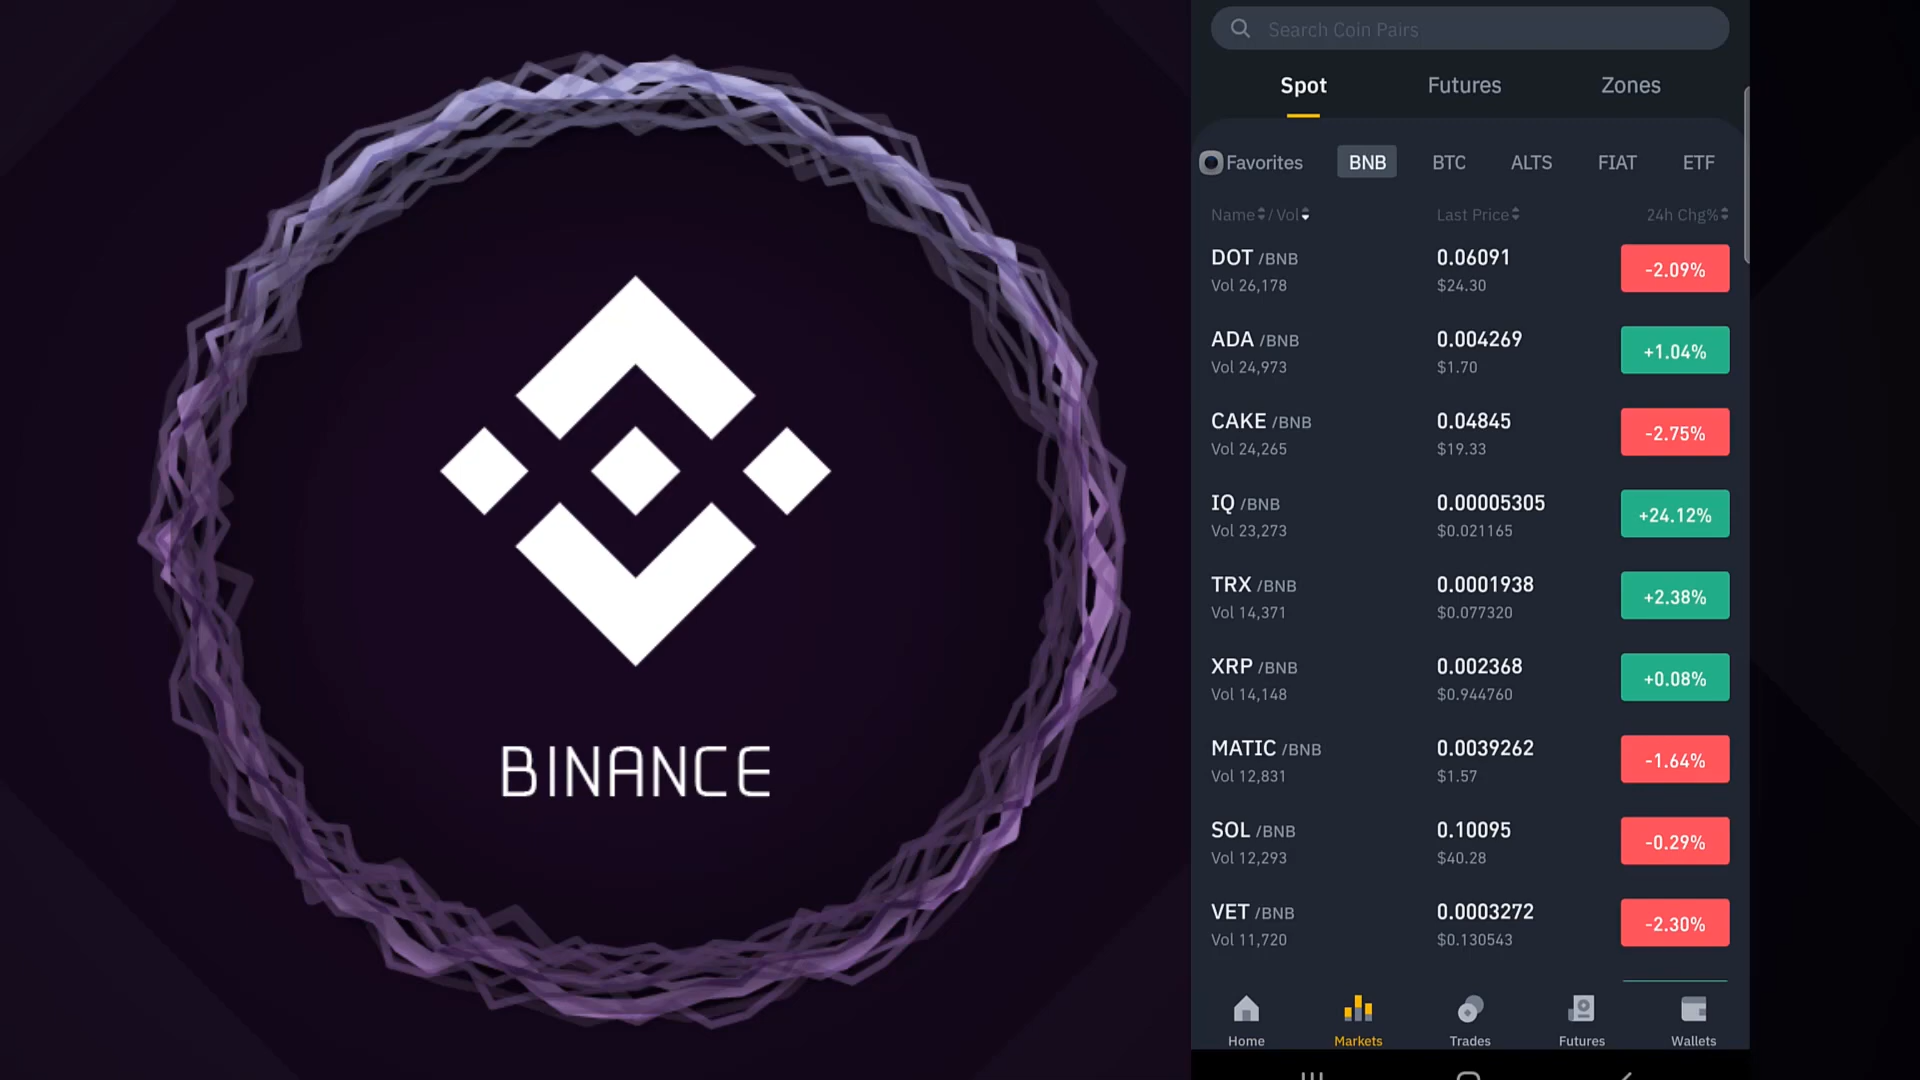 BINANCE
Search Coin Pairs
Spot Futures Zones
Favorites BNB BTC ALTS FIAT ETF
Name / Vol Last Price 24h Chg%
DOT /BNB 0.06091 -2.09%
Vol 26,178 $24.30
ADA /BNB 0.004269 +1.04%
Vol 24,973 $1.70
CAKE /BNB 0.04845 -2.75%
Vol 24,265 $19.33
IQ /BNB 0.00005305 +24.12%
Vol 23,273 $0.021165
TRX /BNB 0.0001938 +2.38%
Vol 14,371 $0.077320
XRP /BNB 0.002368 +0.08%
Vol 14,148 $0.944760
MATIC /BNB 0.0039262 -1.64%
Vol 12,831 $1.57
SOL /BNB 0.10095 -0.29%
Vol 12,293 $40.28
VET /BNB 0.0003272 -2.30%
Vol 11,720 $0.130543
Home Markets Trades Futures Wallets